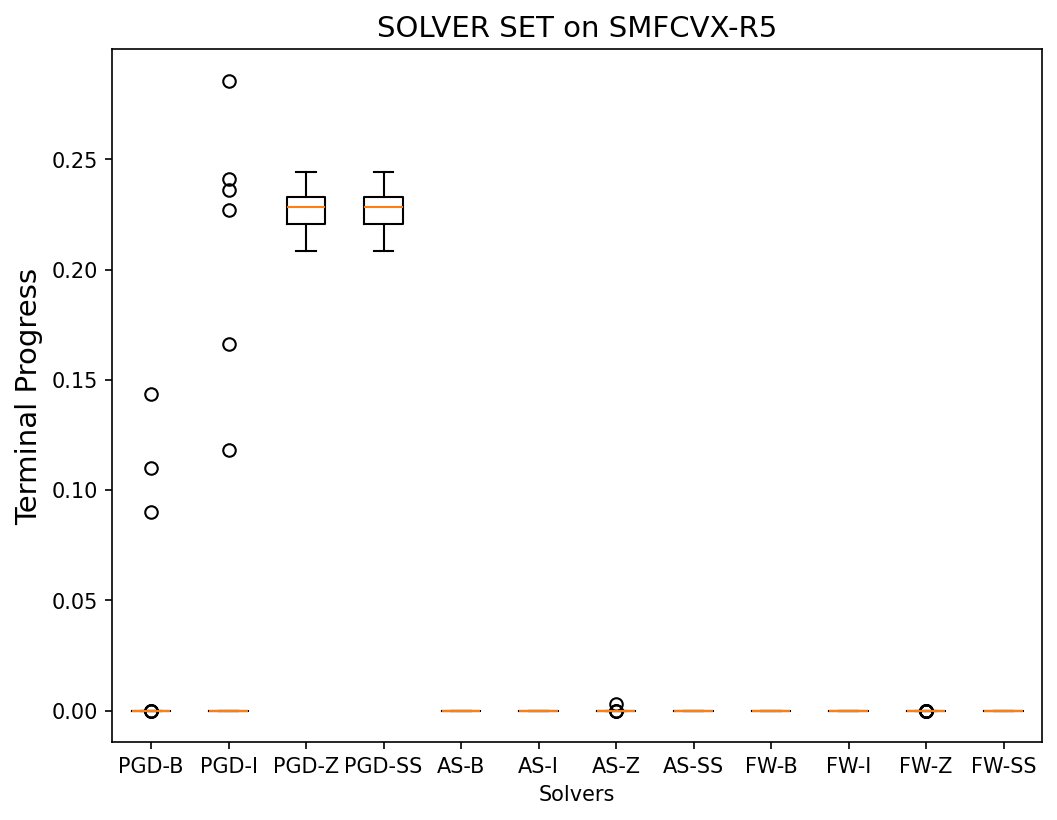 SOLVER SET on SMFCVX-R5
Terminal Progress
0.25
0.20
0.15
0.10
0.05
0.00
PGD-B PGD-I PGD-Z PGD-SS AS-B AS-I AS-Z AS-SS FW-B FW-I FW-Z FW-SS
Solvers